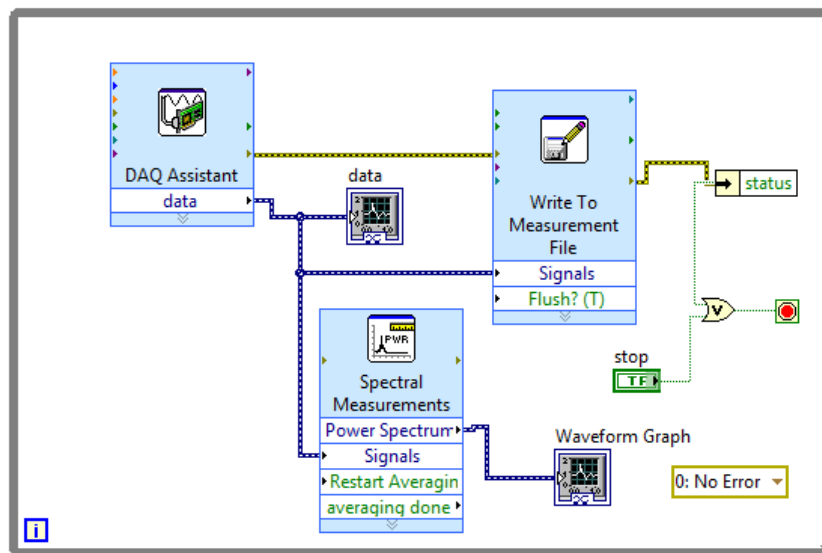 DAQ Assistant
data
data
PWR
Spectral
Measurements
Power Spectrum
Signals
Restart Averagin
averaging done
Write To
Measurement
File
Signals
Flush? (T)
status
V
stop
TF
Waveform Graph
0: No Error
i